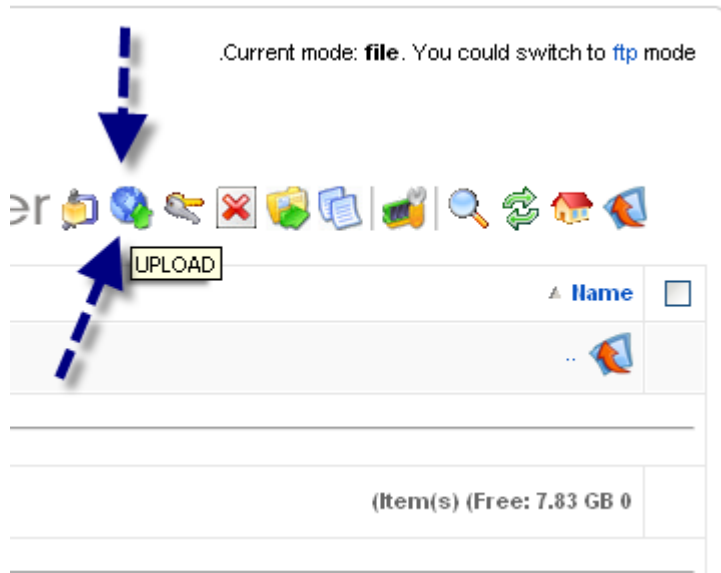 .Current mode: file. You could switch to ftp mode
er
UPLOAD
Name
..
(Item(s) (Free: 7.83 GB 0